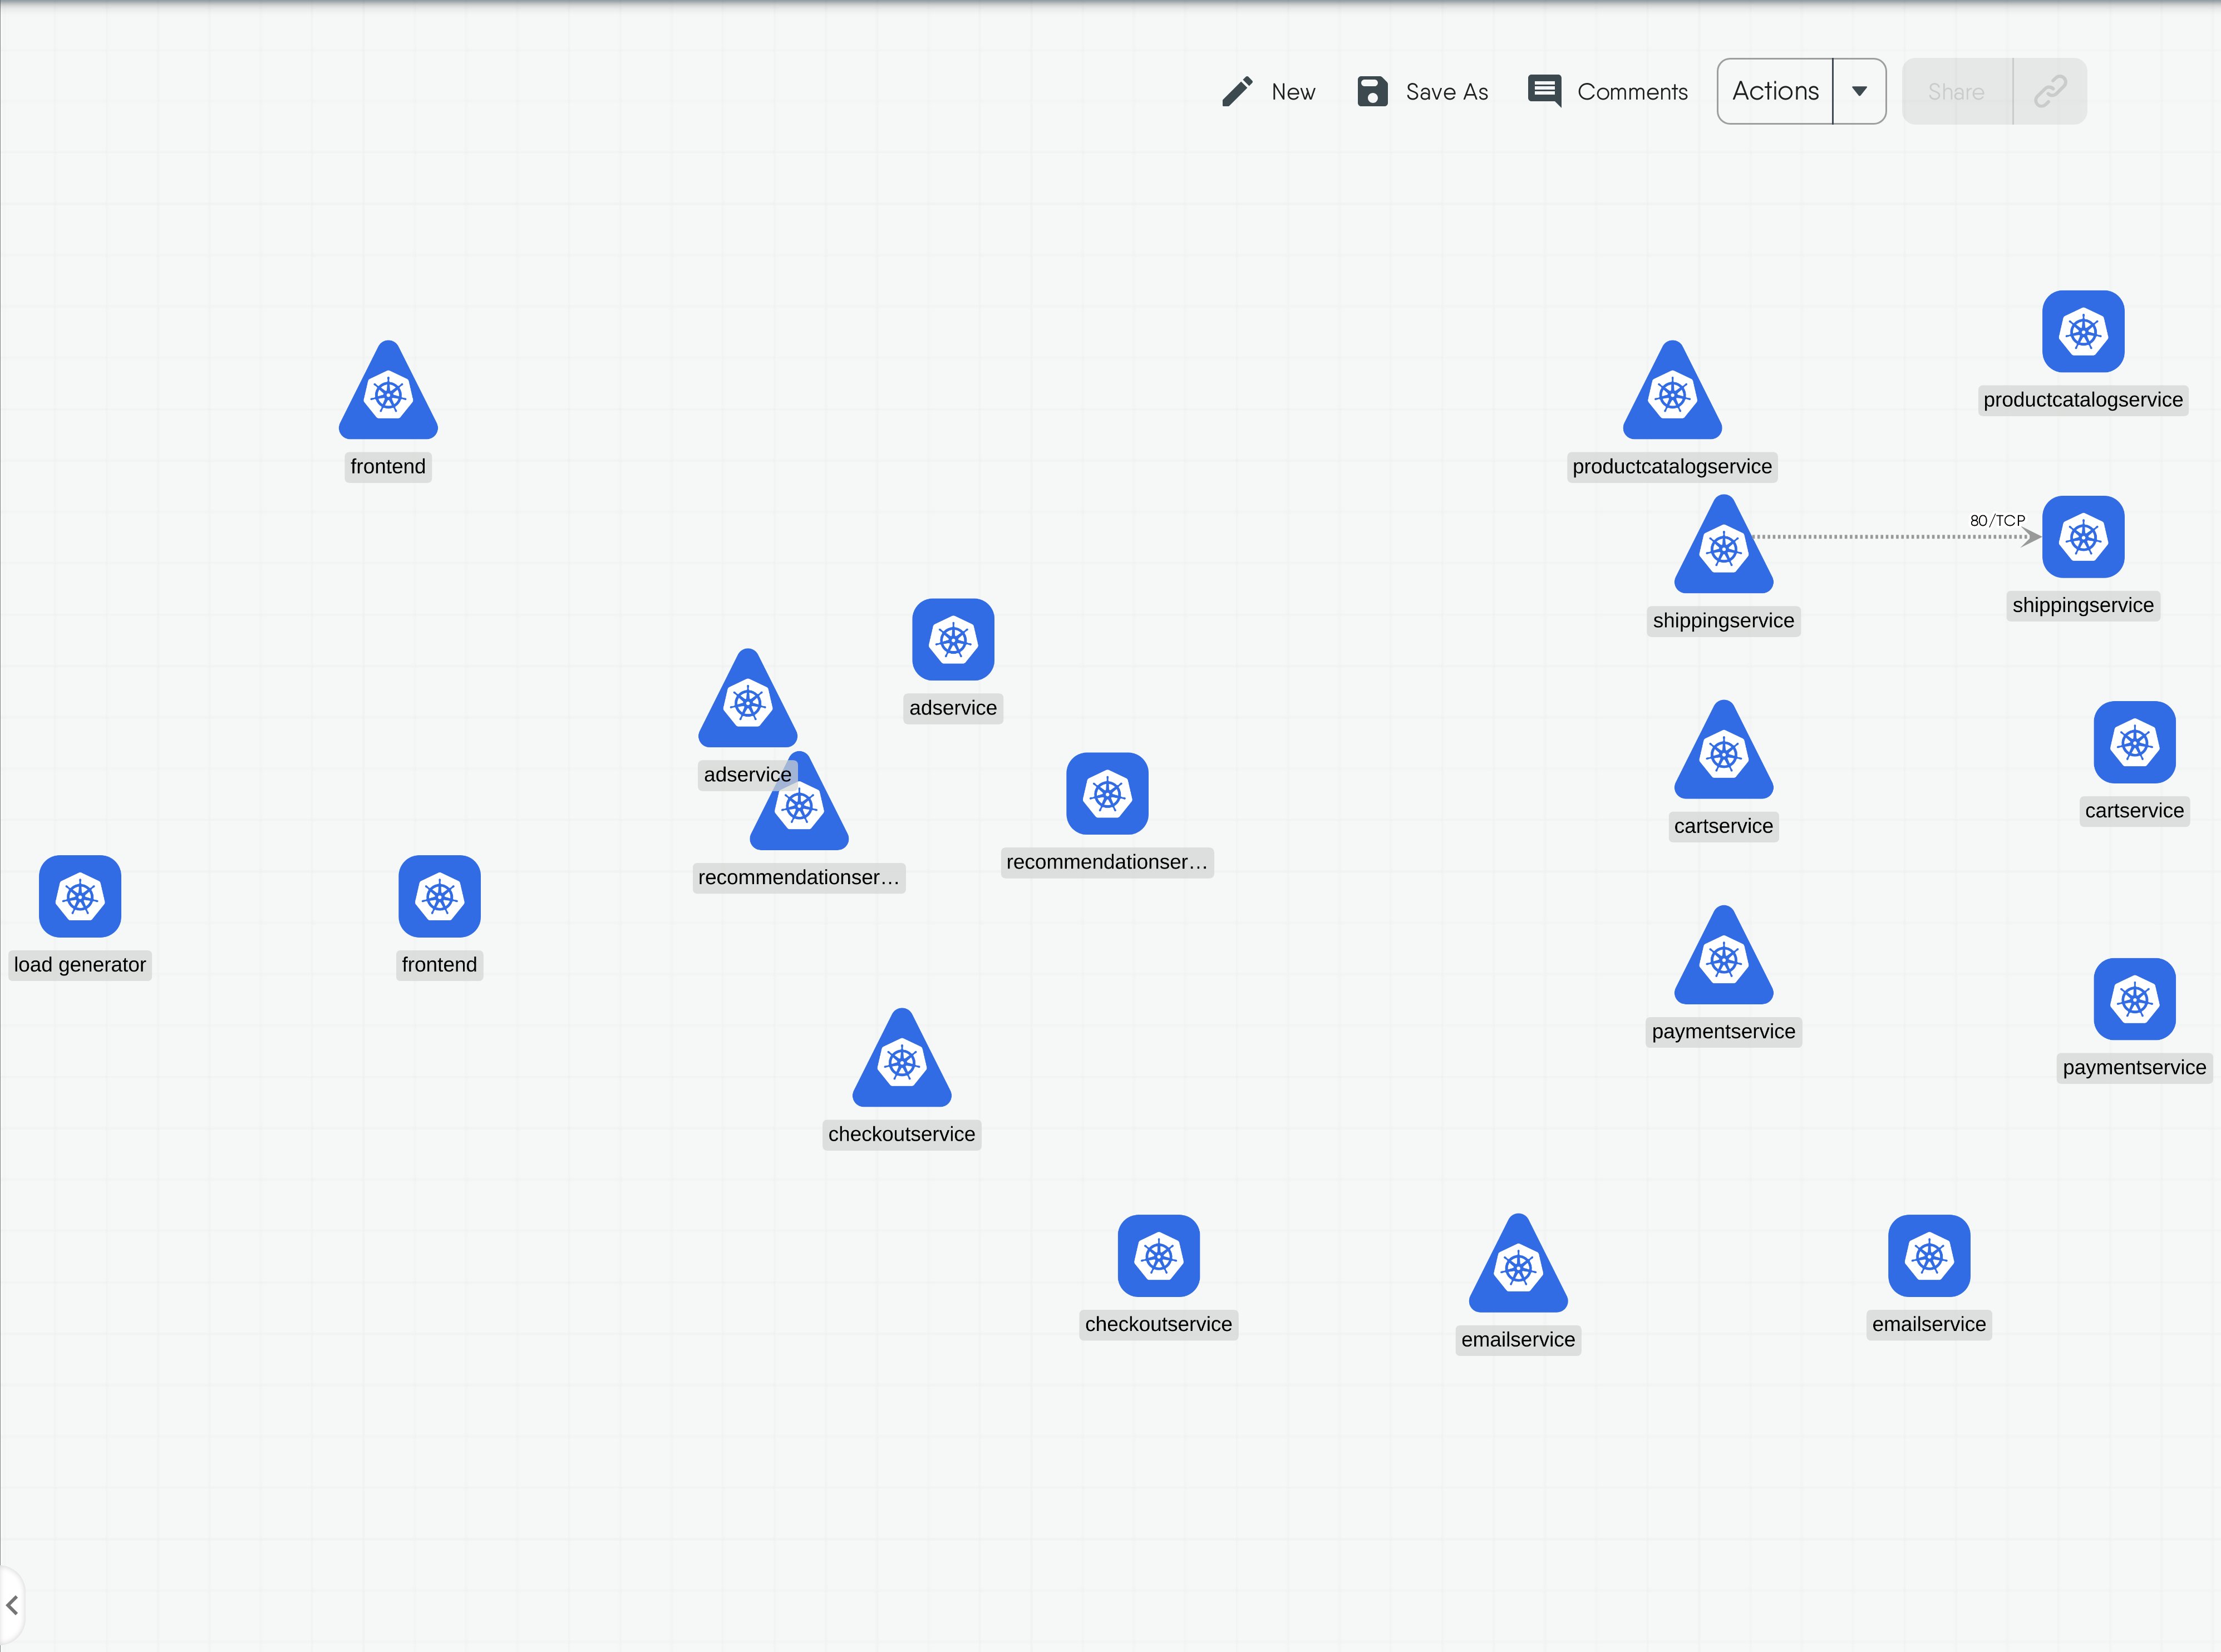 New
Save As
Comments
Actions
Share
productcatalogservice
frontend
productcatalogservice
80/TCP
shippingservice
shippingservice
adservice
adservice
cartservice
cartservice
recommendationser...
recommendationser...
load generator
frontend
paymentservice
paymentservice
checkoutservice
checkoutservice
emailservice
emailservice